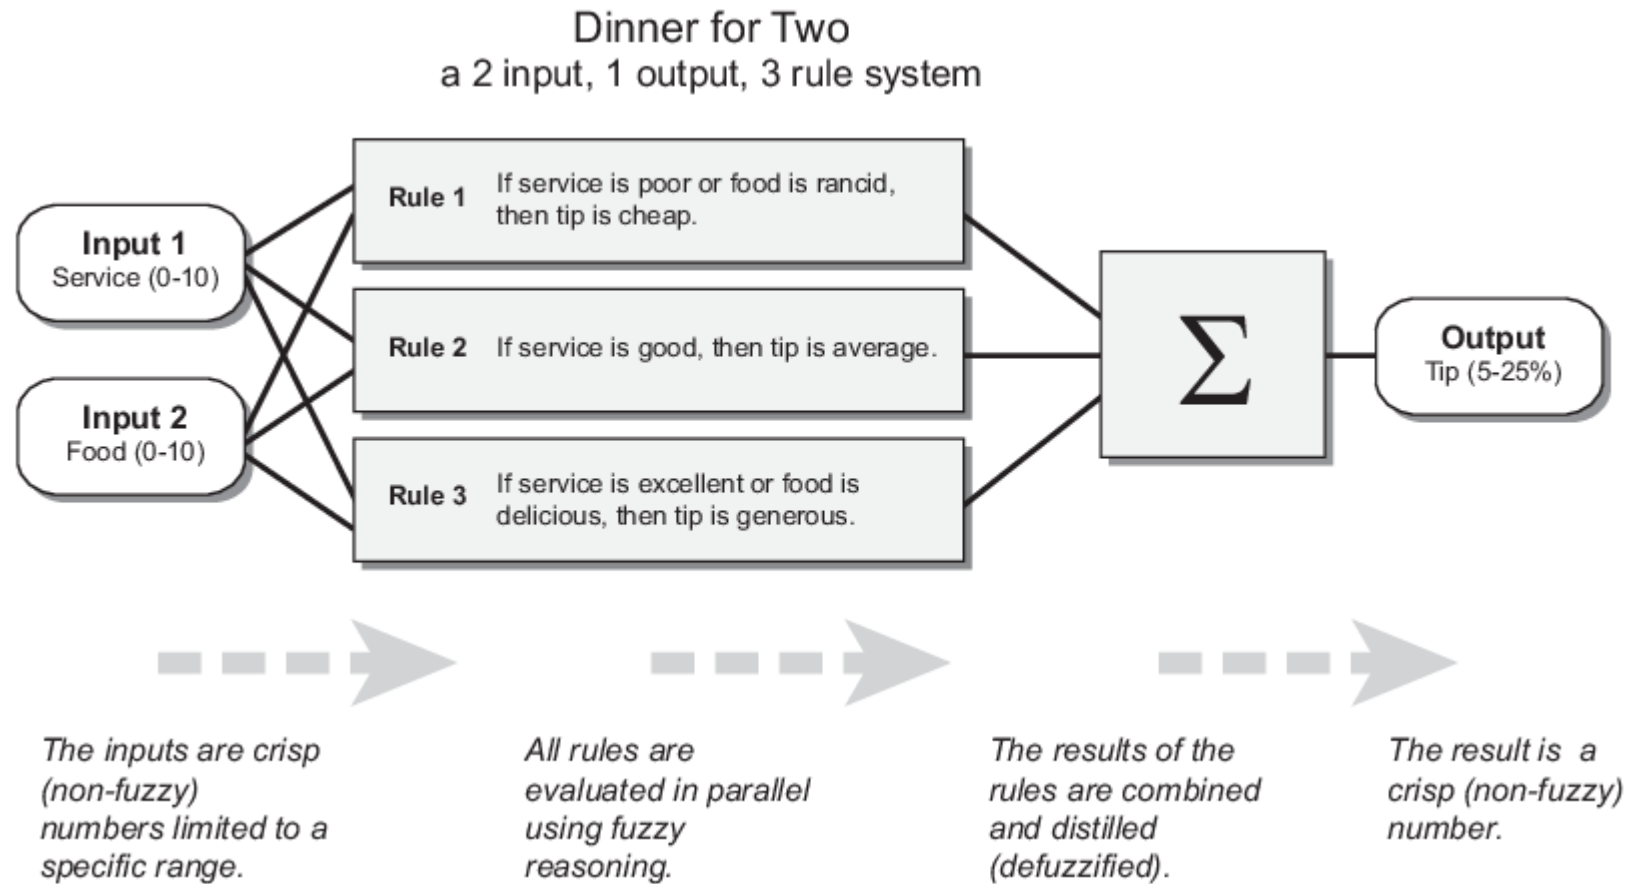 Dinner for Two
a 2 input, 1 output, 3 rule system
Input 1
Service (0-10)
Input 2
Food (0-10)
Rule 1
If service is poor or food is rancid,
then tip is cheap.
Rule 2
If service is good, then tip is average.
Rule 3
If service is excellent or food is
delicious, then tip is generous.
Σ
Output
Tip (5-25%)
The inputs are crisp
(non-fuzzy)
numbers limited to a
specific range.
All rules are
evaluated in parallel
using fuzzy
reasoning.
The results of the
rules are combined
and distilled
(defuzzified).
The result is a
crisp (non-fuzzy)
number.